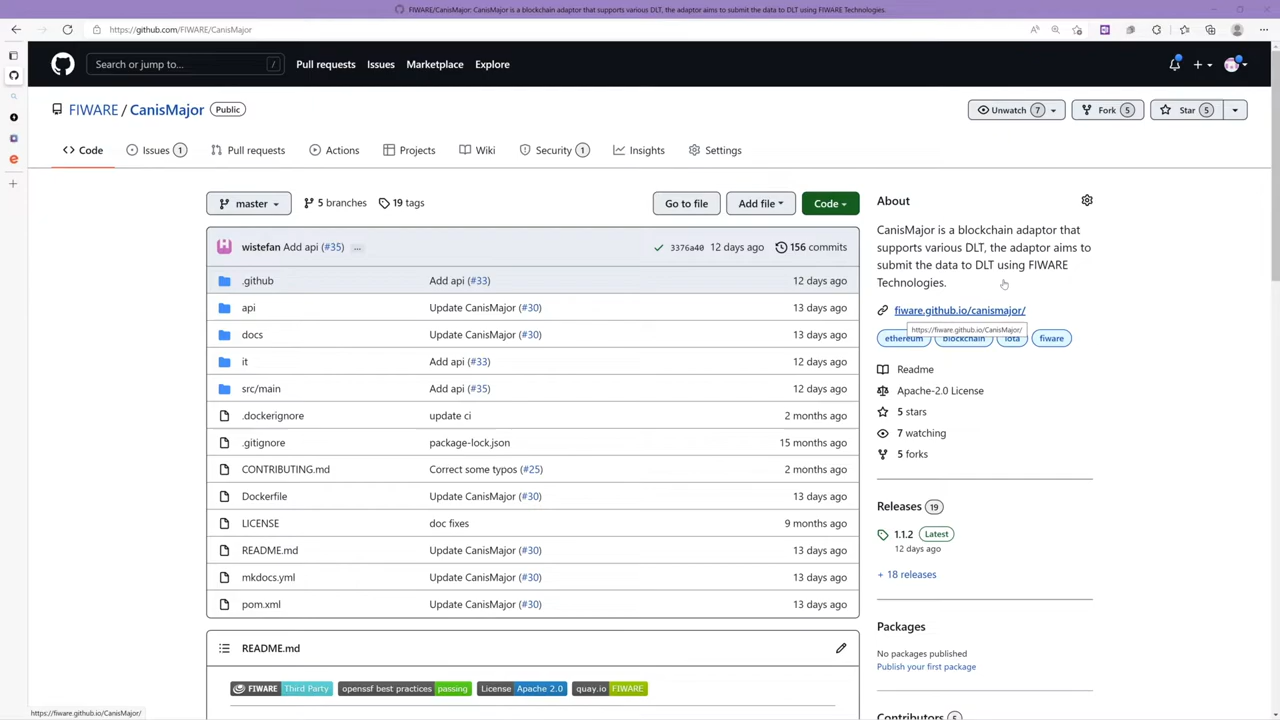 FIWARE/CanisMajor: CanisMajor is a blockchain adaptor that supports various DLT, the adaptor aims to submit the data to DLT using FIWARE Technologies.
https://github.com/FIWARE/CanisMajor
Search or jump to...
/
Pull requests
Issues
Marketplace
Explore
FIWARE / CanisMajor
Public
Unwatch 7
Fork 5
Star 5
Code
Issues 1
Pull requests
Actions
Projects
Wiki
Security 1
Insights
Settings
master
5 branches
19 tags
Go to file
Add file
Code
wistefan Add api (#35) ...
3376a40 12 days ago
156 commits
.github Add api (#33) 12 days ago
api Update CanisMajor (#30) 13 days ago
docs Update CanisMajor (#30) 13 days ago
it Add api (#33) 12 days ago
src/main Add api (#35) 12 days ago
.dockerignore update ci 2 months ago
.gitignore package-lock.json 15 months ago
CONTRIBUTING.md Correct some typos (#25) 2 months ago
Dockerfile Update CanisMajor (#30) 13 days ago
LICENSE doc fixes 9 months ago
README.md Update CanisMajor (#30) 13 days ago
mkdocs.yml Update CanisMajor (#30) 13 days ago
pom.xml Update CanisMajor (#30) 13 days ago
README.md
FIWARE Third Party
openssf best practices passing
License Apache 2.0
quay.io FIWARE
About
CanisMajor is a blockchain adaptor that
supports various DLT, the adaptor aims to
submit the data to DLT using FIWARE
Technologies.
fiware.github.io/canismajor/
https://fiware.github.io/CanisMajor/
ethereum
blockchain
iota
fiware
Readme
Apache-2.0 License
5 stars
7 watching
5 forks
Releases 19
1.1.2 Latest
12 days ago
+ 18 releases
Packages
No packages published
Publish your first package
Contributors 5
https://fiware.github.io/CanisMajor/